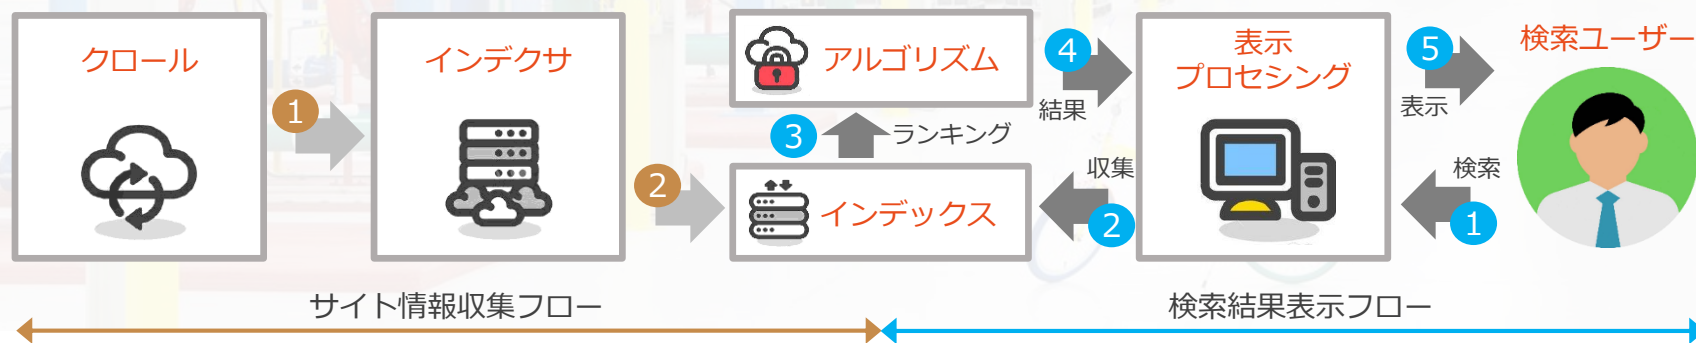 クロール
1
インデクサ
2
アルゴリズム
3
ランキング
インデックス
4
結果
収集
2
表示
プロセシング
5
表示
検索
1
検索ユーザー
サイト情報収集フロー
検索結果表示フロー